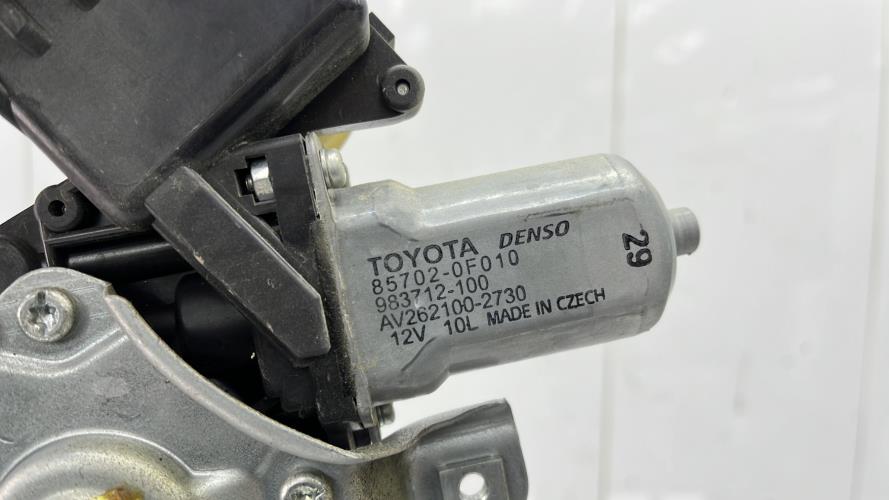 TOYOTA DENSO
85702-0F010
983712-100
AV262100-2730
12V 10L MADE IN CZECH
29